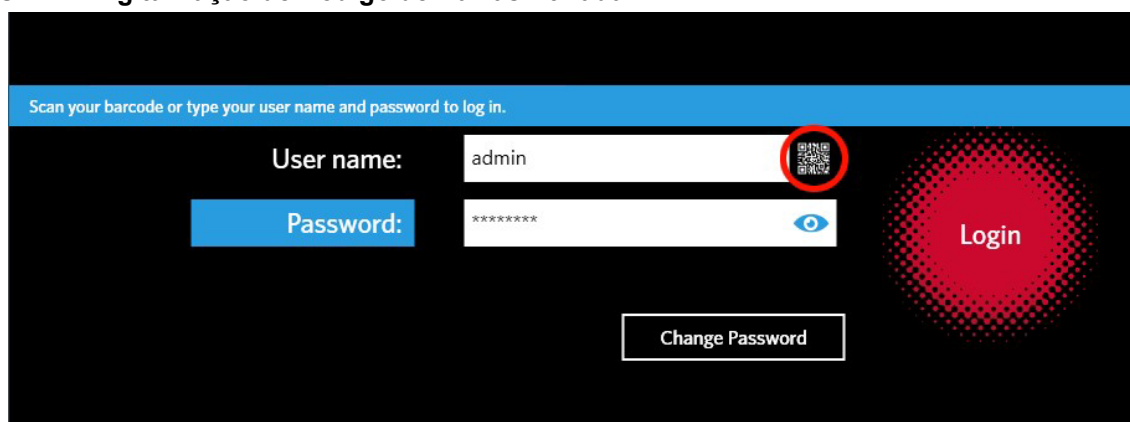 Scan your barcode or type your user name and password to log in.
User name: admin
Password: ********
Login
Change Password